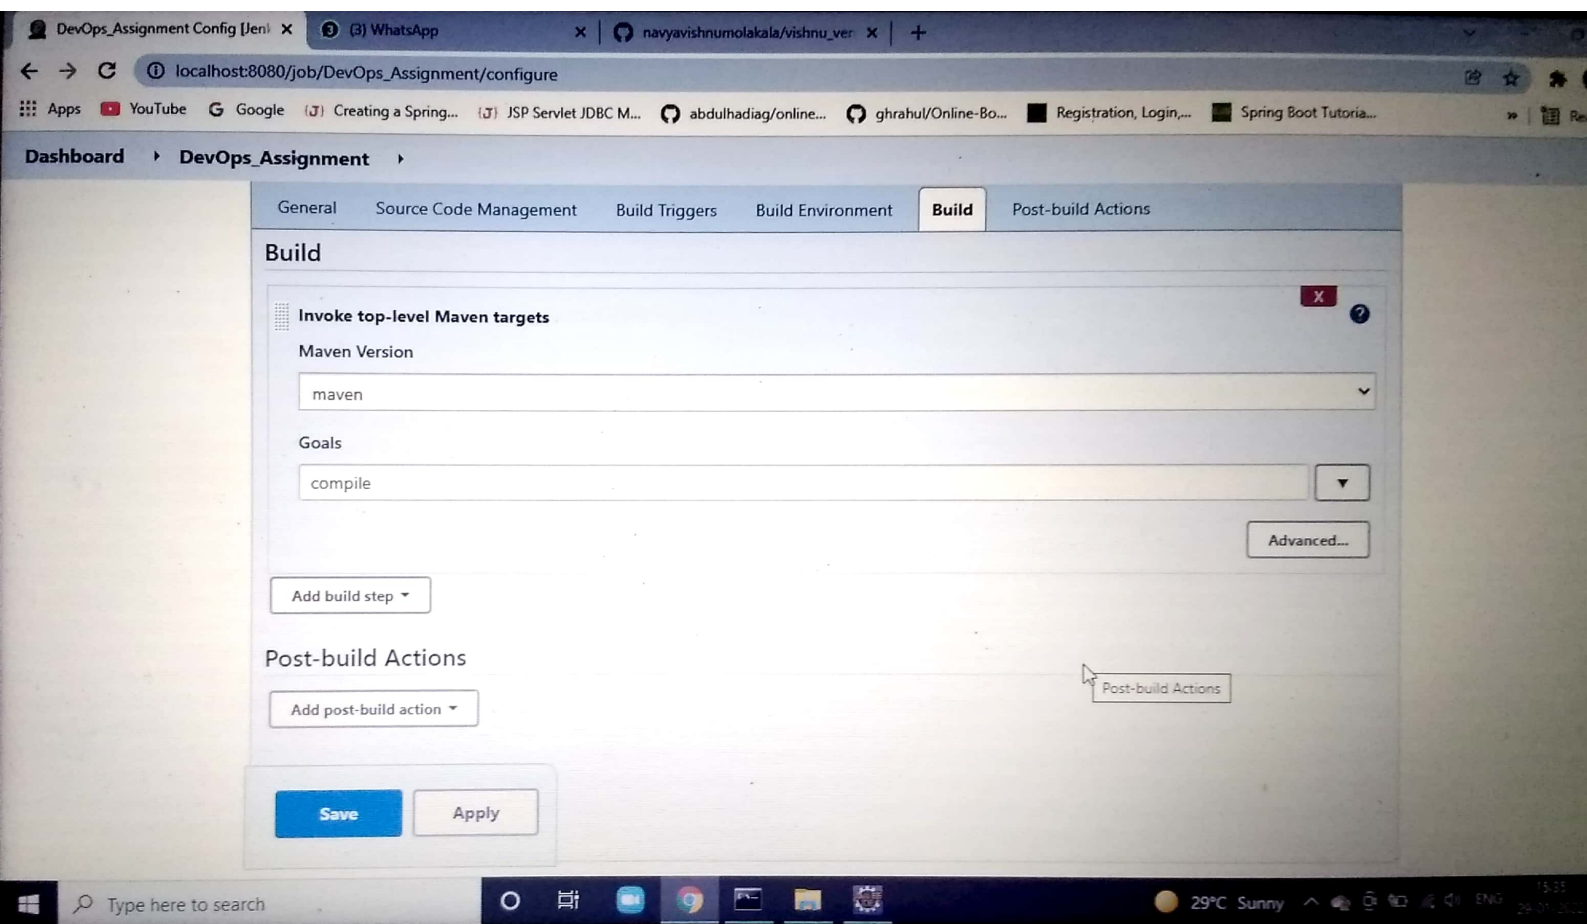 DevOps_Assignment Config [Jenk
(3) WhatsApp
navyavishnumolakala/vishnu_ver
localhost:8080/job/DevOps_Assignment/configure
Apps YouTube Google Creating a Spring... JSP Servlet JDBC M... abdulhadiag/online... ghrahul/Online-Bo... Registration, Login,... Spring Boot Tutoria... » Re
Dashboard DevOps_Assignment
General Source Code Management Build Triggers Build Environment Build Post-build Actions
Build
X
Invoke top-level Maven targets
Maven Version
maven
Goals
compile
Advanced...
Add build step
Post-build Actions
Post-build Actions
Add post-build action
Save Apply
Type here to search
29°C Sunny ENG
15:35